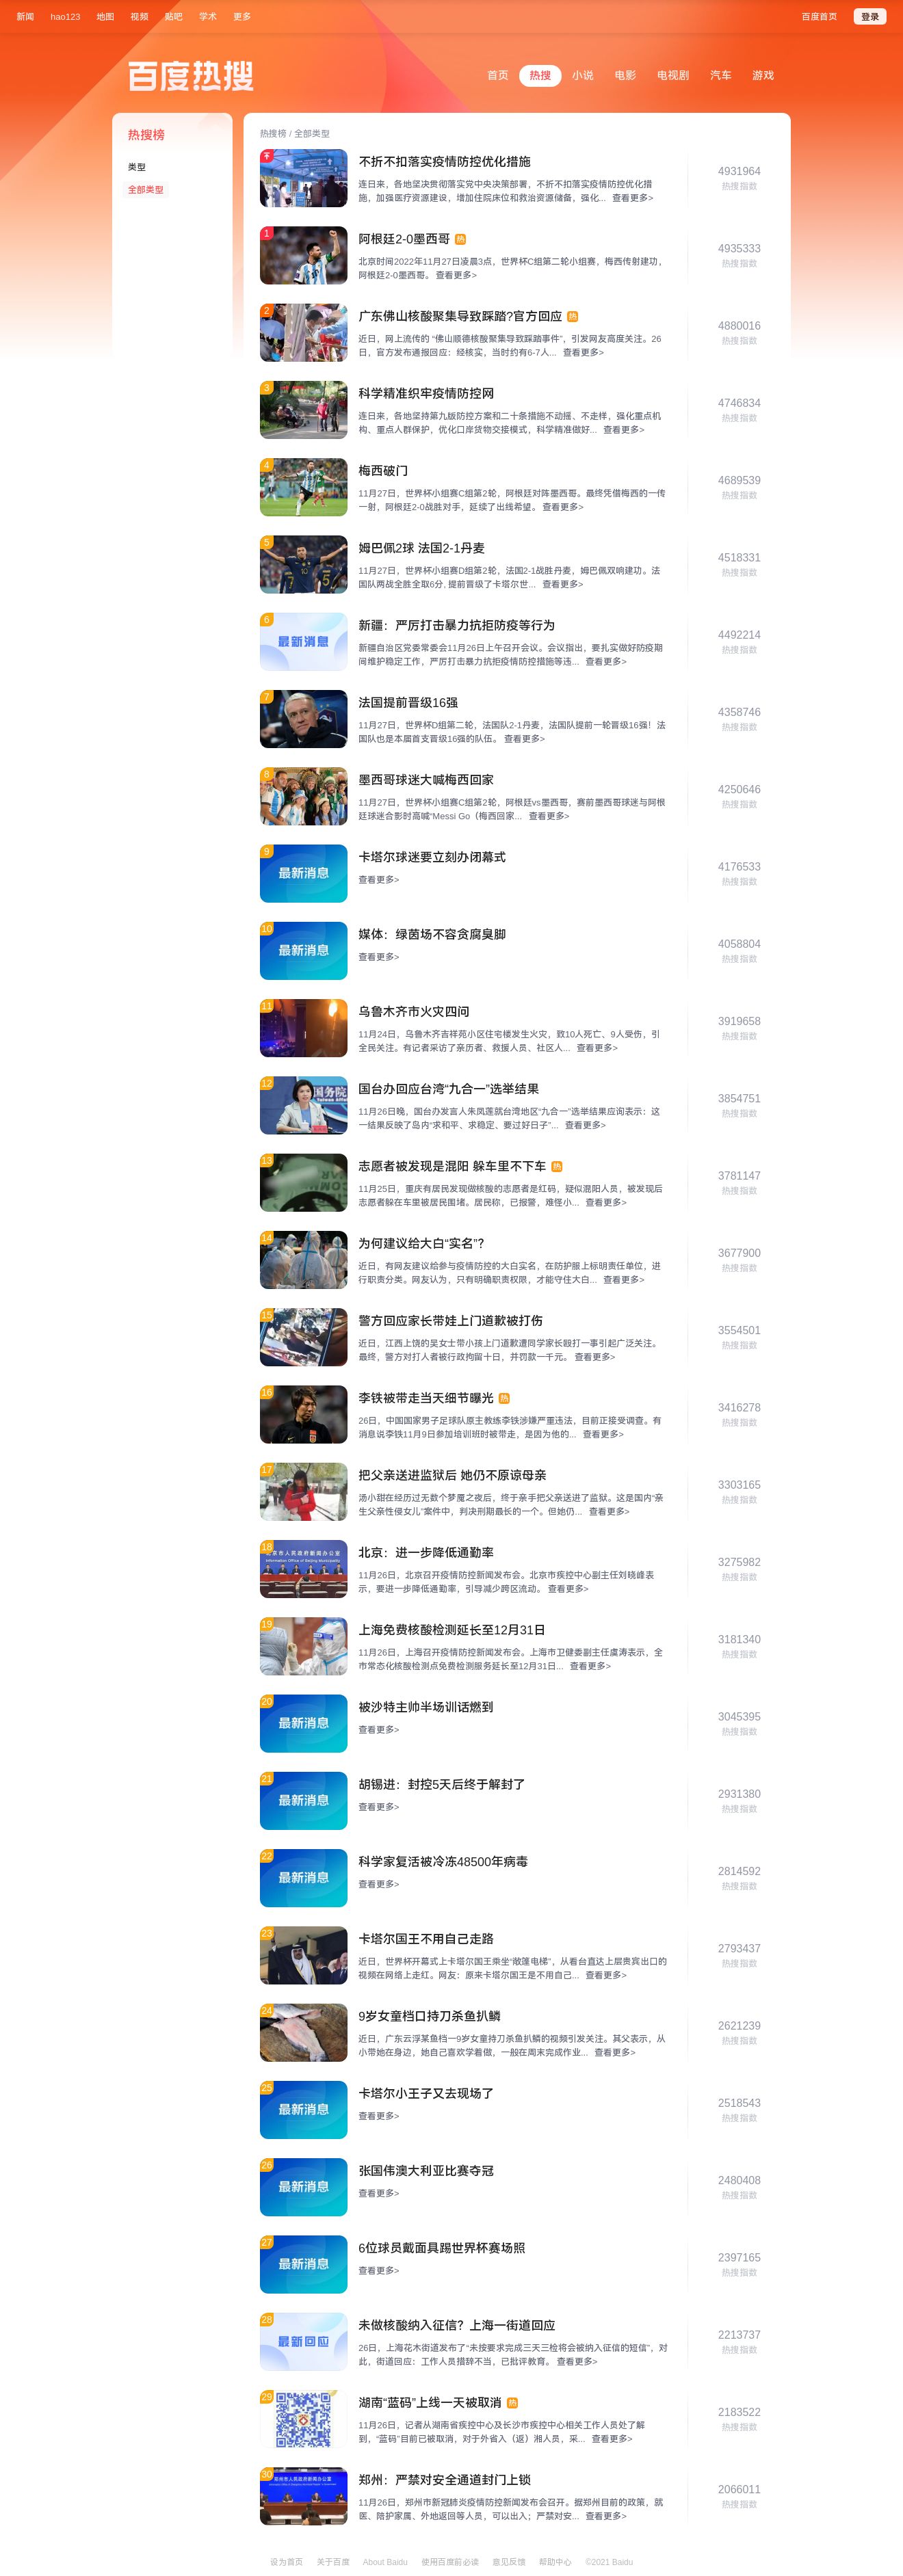 新闻 hao123 地图 视频 贴吧 学术 更多 百度首页 登录
百度热搜
首页 热搜 小说 电影 电视剧 汽车 游戏
热搜榜
类型
全部类型
热搜榜 / 全部类型
不折不扣落实疫情防控优化措施
连日来，各地坚决贯彻落实党中央决策部署，不折不扣落实疫情防控优化措
施，加强医疗资源建设，增加住院床位和救治资源储备，强化... 查看更多>
4931964
热搜指数
1
阿根廷2-0墨西哥 热
北京时间2022年11月27日凌晨3点，世界杯C组第二轮小组赛，梅西传射建功，
阿根廷2-0墨西哥。 查看更多>
4935333
热搜指数
2
广东佛山核酸聚集导致踩踏?官方回应 热
近日，网上流传的 “佛山顺德核酸聚集导致踩踏事件”，引发网友高度关注。26
日，官方发布通报回应：经核实，当时约有6-7人... 查看更多>
4880016
热搜指数
3
科学精准织牢疫情防控网
连日来，各地坚持第九版防控方案和二十条措施不动摇、不走样，强化重点机
构、重点人群保护，优化口岸货物交接模式，科学精准做好... 查看更多>
4746834
热搜指数
4
梅西破门
11月27日，世界杯小组赛C组第2轮，阿根廷对阵墨西哥。最终凭借梅西的一传
一射，阿根廷2-0战胜对手，延续了出线希望。 查看更多>
4689539
热搜指数
5
姆巴佩2球 法国2-1丹麦
11月27日，世界杯小组赛D组第2轮，法国2-1战胜丹麦，姆巴佩双响建功。法
国队两战全胜全取6分, 提前晋级了卡塔尔世... 查看更多>
4518331
热搜指数
6
最新消息
新疆：严厉打击暴力抗拒防疫等行为
新疆自治区党委常委会11月26日上午召开会议。会议指出，要扎实做好防疫期
间维护稳定工作，严厉打击暴力抗拒疫情防控措施等违... 查看更多>
4492214
热搜指数
7
法国提前晋级16强
11月27日，世界杯D组第二轮，法国队2-1丹麦，法国队提前一轮晋级16强！法
国队也是本届首支晋级16强的队伍。 查看更多>
4358746
热搜指数
8
墨西哥球迷大喊梅西回家
11月27日，世界杯小组赛C组第2轮，阿根廷vs墨西哥，赛前墨西哥球迷与阿根
廷球迷合影时高喊“Messi Go（梅西回家... 查看更多>
4250646
热搜指数
9
最新消息
卡塔尔球迷要立刻办闭幕式
查看更多>
4176533
热搜指数
10
最新消息
媒体：绿茵场不容贪腐臭脚
查看更多>
4058804
热搜指数
11
乌鲁木齐市火灾四问
11月24日，乌鲁木齐吉祥苑小区住宅楼发生火灾，致10人死亡、9人受伤，引
全民关注。有记者采访了亲历者、救援人员、社区人... 查看更多>
3919658
热搜指数
12
国台办回应台湾“九合一”选举结果
11月26日晚，国台办发言人朱凤莲就台湾地区“九合一”选举结果应询表示：这
一结果反映了岛内“求和平、求稳定、要过好日子”... 查看更多>
3854751
热搜指数
13
志愿者被发现是混阳 躲车里不下车 热
11月25日，重庆有居民发现做核酸的志愿者是红码，疑似混阳人员，被发现后
志愿者躲在车里被居民围堵。居民称，已报警，难怪小... 查看更多>
3781147
热搜指数
14
为何建议给大白“实名”？
近日，有网友建议给参与疫情防控的大白实名，在防护服上标明责任单位，进
行职责分类。网友认为，只有明确职责权限，才能守住大白... 查看更多>
3677900
热搜指数
15
警方回应家长带娃上门道歉被打伤
近日，江西上饶的吴女士带小孩上门道歉遭同学家长殴打一事引起广泛关注。
最终，警方对打人者被行政拘留十日，并罚款一千元。 查看更多>
3554501
热搜指数
16
李铁被带走当天细节曝光 热
26日，中国国家男子足球队原主教练李铁涉嫌严重违法，目前正接受调查。有
消息说李铁11月9日参加培训班时被带走，是因为他的... 查看更多>
3416278
热搜指数
17
把父亲送进监狱后 她仍不原谅母亲
汤小甜在经历过无数个梦魇之夜后，终于亲手把父亲送进了监狱。这是国内“亲
生父亲性侵女儿”案件中，判决刑期最长的一个。但她仍... 查看更多>
3303165
热搜指数
18
北京：进一步降低通勤率
11月26日，北京召开疫情防控新闻发布会。北京市疾控中心副主任刘晓峰表
示，要进一步降低通勤率，引导减少跨区流动。 查看更多>
3275982
热搜指数
19
上海免费核酸检测延长至12月31日
11月26日，上海召开疫情防控新闻发布会。上海市卫健委副主任虞涛表示，全
市常态化核酸检测点免费检测服务延长至12月31日... 查看更多>
3181340
热搜指数
20
最新消息
被沙特主帅半场训话燃到
查看更多>
3045395
热搜指数
21
最新消息
胡锡进：封控5天后终于解封了
查看更多>
2931380
热搜指数
22
最新消息
科学家复活被冷冻48500年病毒
查看更多>
2814592
热搜指数
23
卡塔尔国王不用自己走路
近日，世界杯开幕式上卡塔尔国王乘坐“敞篷电梯”，从看台直达上层贵宾出口的
视频在网络上走红。网友：原来卡塔尔国王是不用自己... 查看更多>
2793437
热搜指数
24
9岁女童档口持刀杀鱼扒鳞
近日，广东云浮某鱼档一9岁女童持刀杀鱼扒鳞的视频引发关注。其父表示，从
小带她在身边，她自己喜欢学着做，一般在周末完成作业... 查看更多>
2621239
热搜指数
25
最新消息
卡塔尔小王子又去现场了
查看更多>
2518543
热搜指数
26
最新消息
张国伟澳大利亚比赛夺冠
查看更多>
2480408
热搜指数
27
最新消息
6位球员戴面具踢世界杯赛场照
查看更多>
2397165
热搜指数
28
最新回应
未做核酸纳入征信？上海一街道回应
26日，上海花木街道发布了“未按要求完成三天三检将会被纳入征信的短信”，对
此，街道回应：工作人员措辞不当，已批评教育。 查看更多>
2213737
热搜指数
29
湖南“蓝码”上线一天被取消 热
11月26日，记者从湖南省疾控中心及长沙市疾控中心相关工作人员处了解
到，“蓝码”目前已被取消，对于外省入（返）湘人员，采... 查看更多>
2183522
热搜指数
30
郑州：严禁对安全通道封门上锁
11月26日，郑州市新冠肺炎疫情防控新闻发布会召开。据郑州目前的政策，就
医、陪护家属、外地返回等人员，可以出入；严禁对安... 查看更多>
2066011
热搜指数
设为首页 关于百度 About Baidu 使用百度前必读 意见反馈 帮助中心 ©2021 Baidu